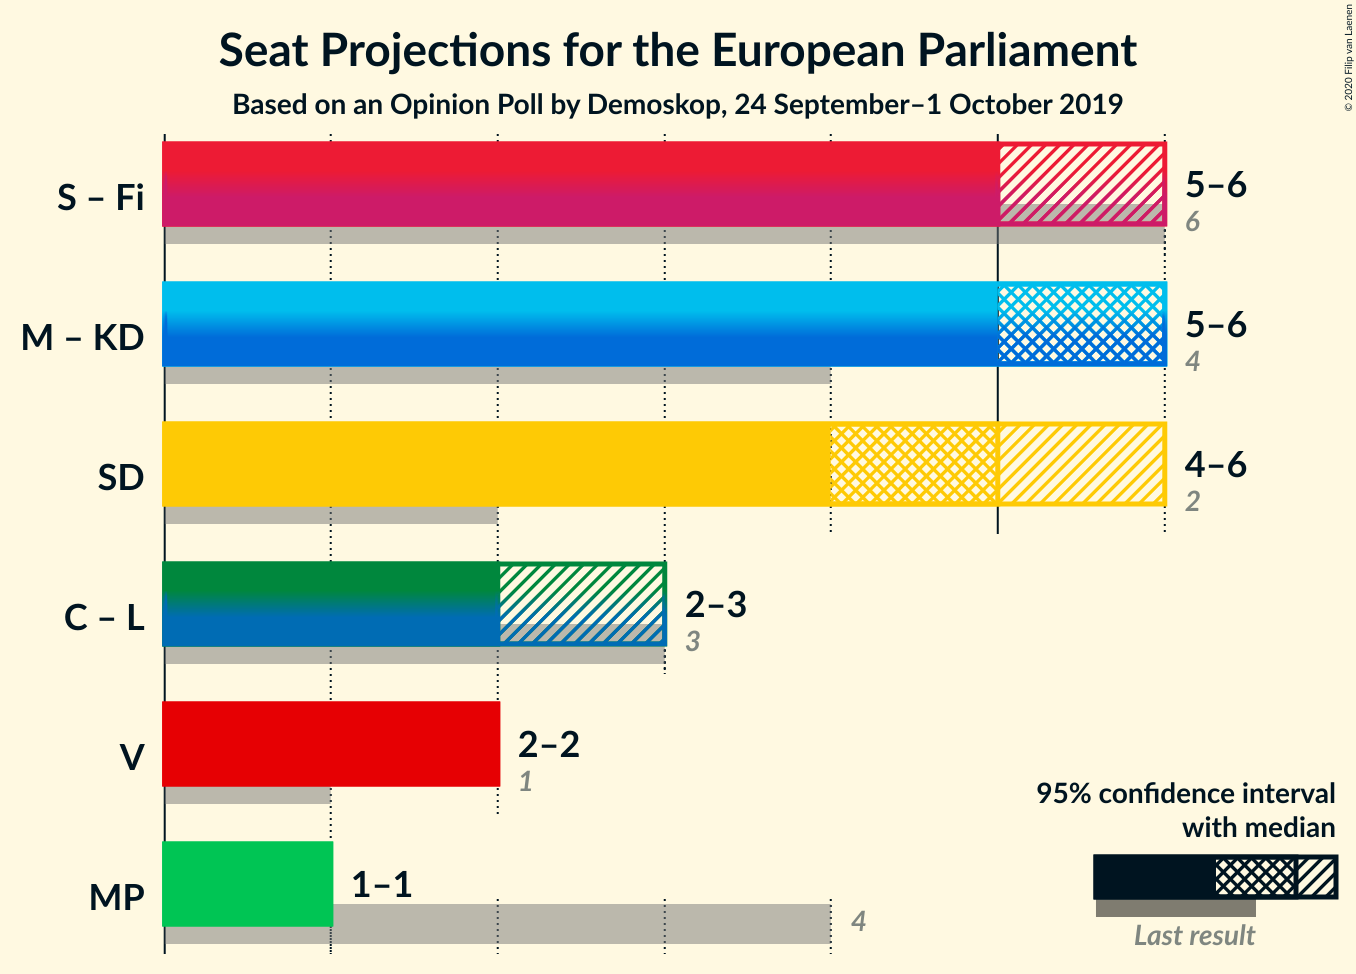 Seat Projections for the European Parliament
Based on an Opinion Poll by Demoskop, 24 September–1 October 2019
© 2020 Filip van Laenen
S – Fi
5–6
6
M – KD
5–6
4
SD
4–6
2
C – L
2–3
3
V
2–2
1
MP
1–1
4
95% confidence interval
with median
Last result